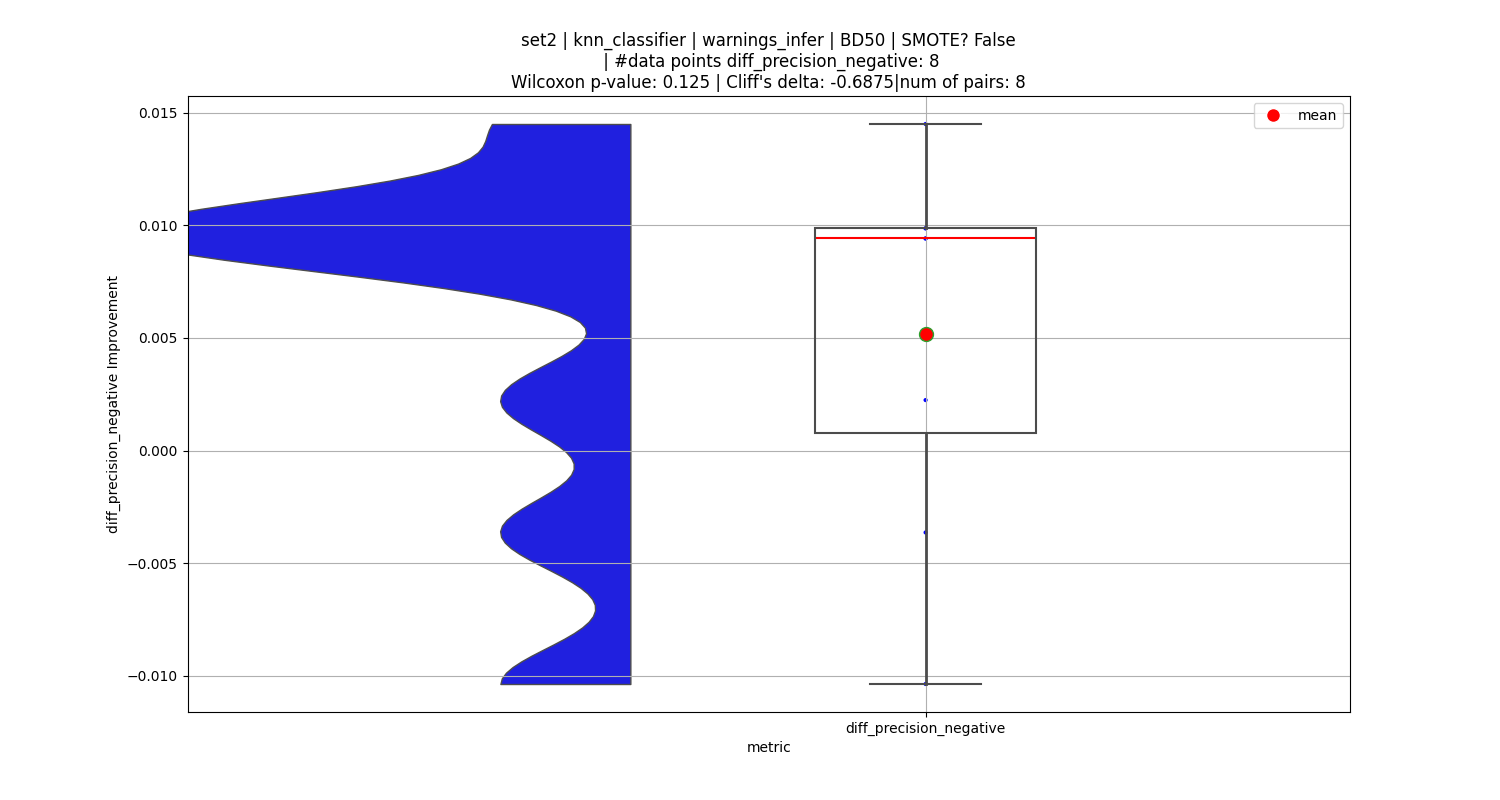 set2 | knn_classifier | warnings_infer | BD50 | SMOTE? False
| #data points diff_precision_negative: 8
Wilcoxon p-value: 0.125 | Cliff's delta: -0.6875|num of pairs: 8
mean
0.015
0.010
0.005
0.000
−0.005
−0.010
diff_precision_negative Improvement
diff_precision_negative
metric